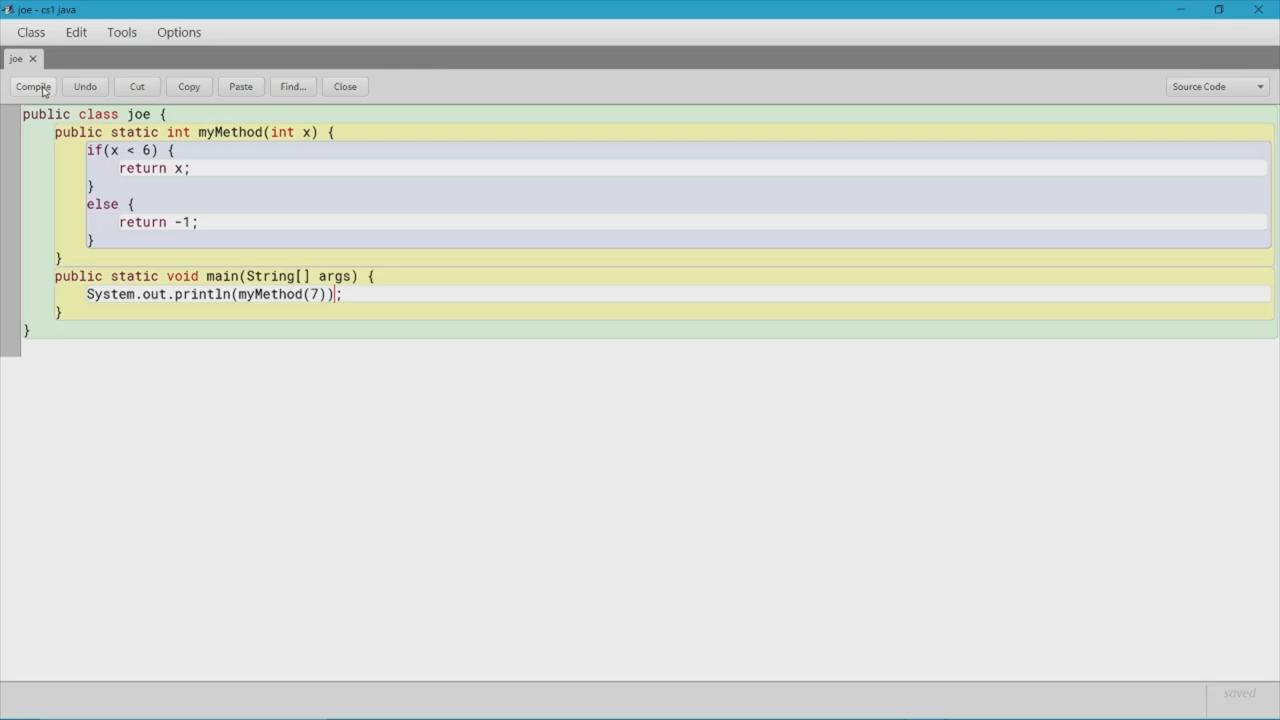 joe - cs1 java
Class Edit Tools Options
joe
Compile Undo Cut Copy Paste Find... Close Source Code
public class joe {
    public static int myMethod(int x) {
        if(x < 6) {
            return x;
        }
        else {
            return -1;
        }
    }
    public static void main(String[] args) {
        System.out.println(myMethod(7));
    }
}
saved